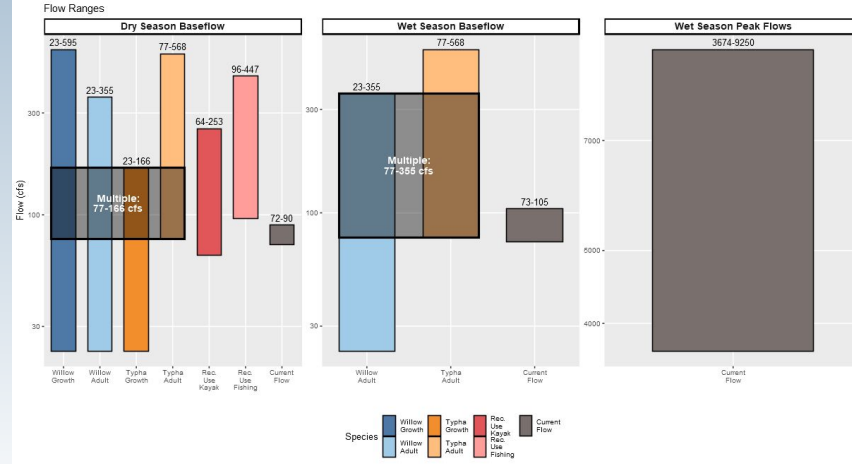 Flow Ranges
Dry Season Baseflow
Wet Season Baseflow
Wet Season Peak Flows
Flow (cfs)
300
100
30
23-595
23-355
23-166
77-568
64-253
96-447
72-90
Multiple:
77-166 cfs
Willow
Growth
Willow
Adult
Typha
Growth
Typha
Adult
Rec.
Use
Kayak
Rec.
Use
Fishing
Current
Flow
300
100
30
23-355
77-568
73-105
Multiple:
77-355 cfs
Willow
Adult
Typha
Adult
Current
Flow
7000
5000
4000
3674-9250
Current
Flow
Species
Willow
Growth
Willow
Adult
Typha
Growth
Typha
Adult
Rec.
Use
Kayak
Rec.
Use
Fishing
Current
Flow